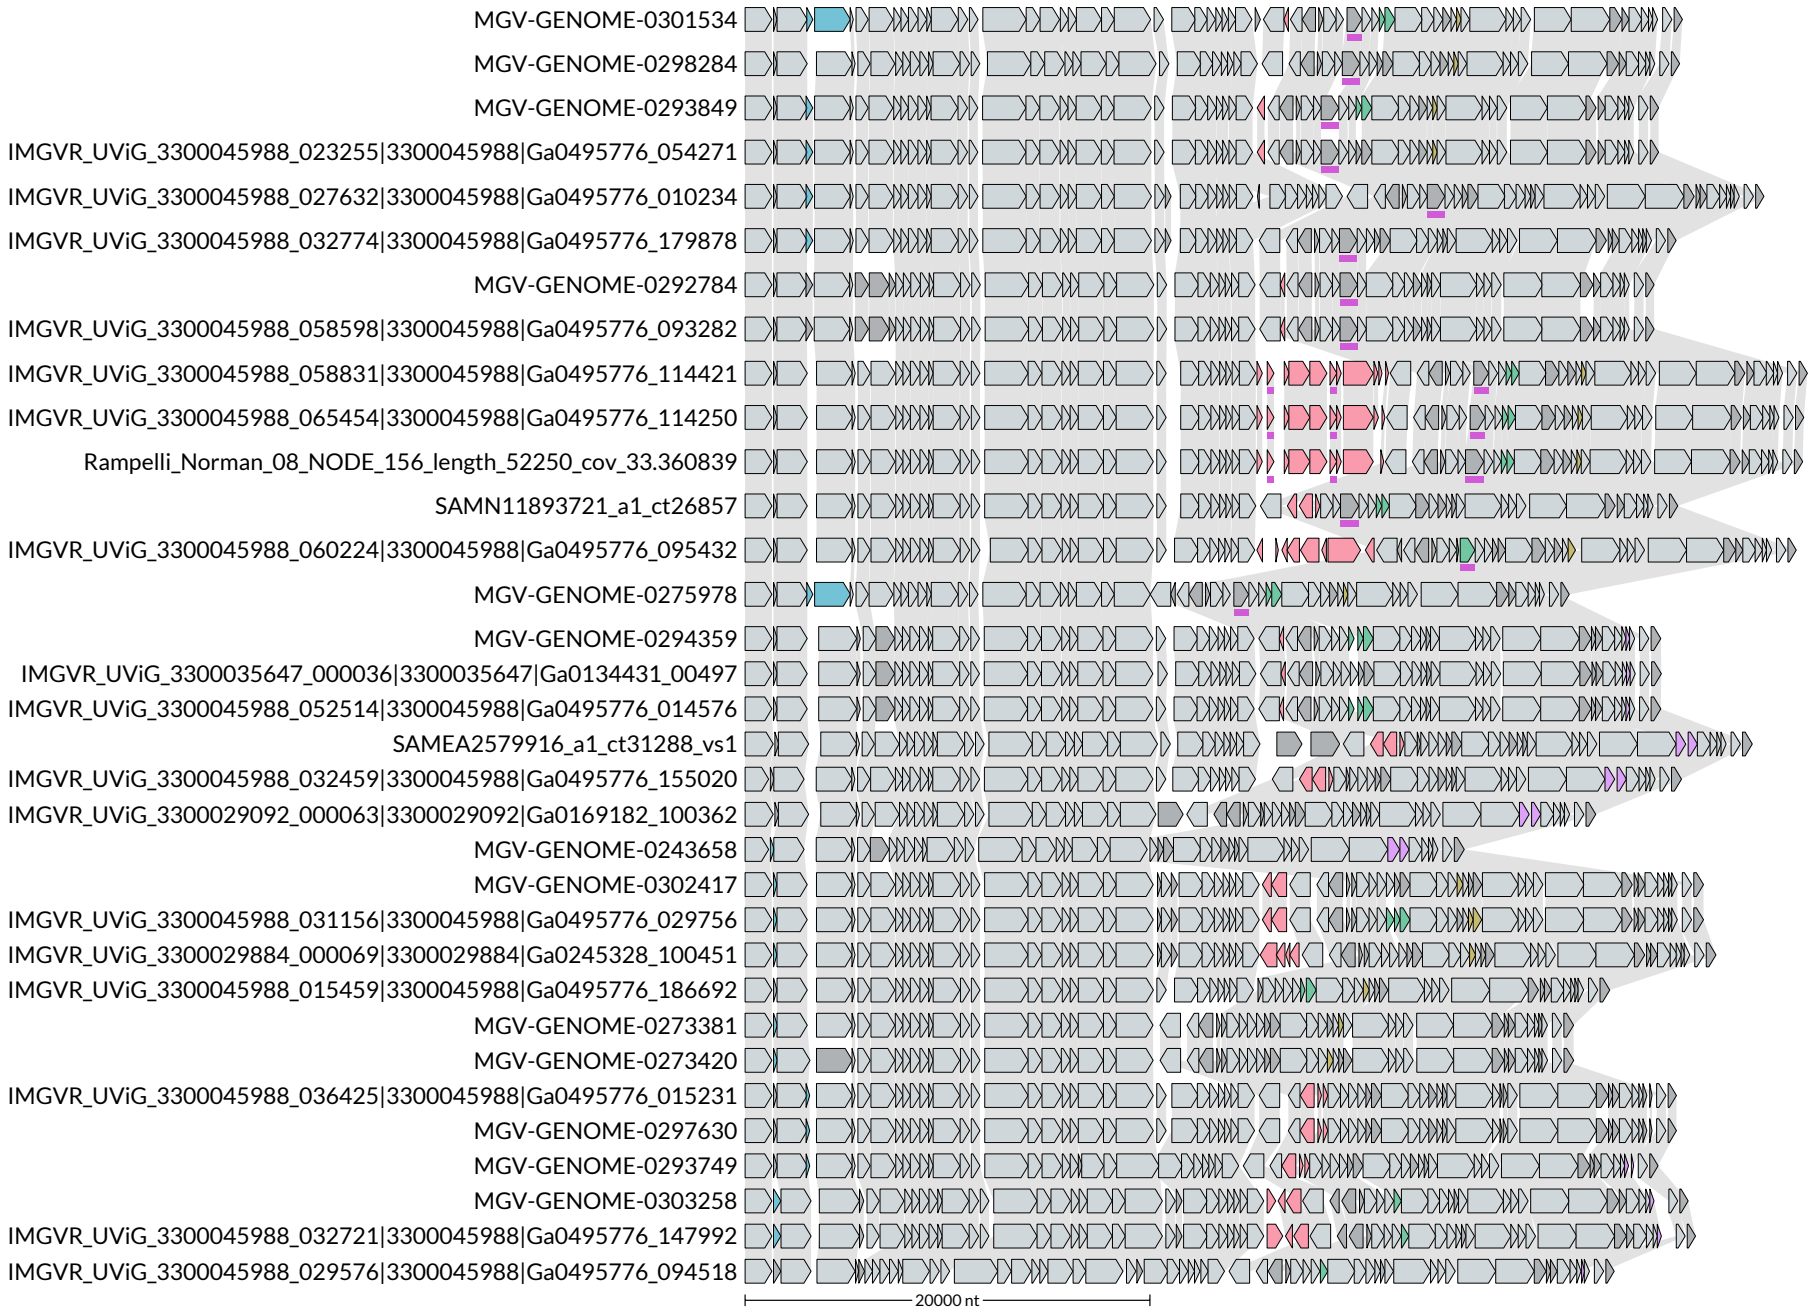 MGV-GENOME-0301534
MGV-GENOME-0298284
MGV-GENOME-0293849
IMGVR_UViG_3300045988_023255|3300045988|Ga0495776_054271
IMGVR_UViG_3300045988_027632|3300045988|Ga0495776_010234
IMGVR_UViG_3300045988_032774|3300045988|Ga0495776_179878
MGV-GENOME-0292784
IMGVR_UViG_3300045988_058598|3300045988|Ga0495776_093282
IMGVR_UViG_3300045988_058831|3300045988|Ga0495776_114421
IMGVR_UViG_3300045988_065454|3300045988|Ga0495776_114250
Rampelli_Norman_08_NODE_156_length_52250_cov_33.360839
SAMN11893721_a1_ct26857
IMGVR_UViG_3300045988_060224|3300045988|Ga0495776_095432
MGV-GENOME-0275978
MGV-GENOME-0294359
IMGVR_UViG_3300035647_000036|3300035647|Ga0134431_00497
IMGVR_UViG_3300045988_052514|3300045988|Ga0495776_014576
SAMEA2579916_a1_ct31288_vs1
IMGVR_UViG_3300045988_032459|3300045988|Ga0495776_155020
IMGVR_UViG_3300029092_000063|3300029092|Ga0169182_100362
MGV-GENOME-0243658
MGV-GENOME-0302417
IMGVR_UViG_3300045988_031156|3300045988|Ga0495776_029756
IMGVR_UViG_3300029884_000069|3300029884|Ga0245328_100451
IMGVR_UViG_3300045988_015459|3300045988|Ga0495776_186692
MGV-GENOME-0273381
MGV-GENOME-0273420
IMGVR_UViG_3300045988_036425|3300045988|Ga0495776_015231
MGV-GENOME-0297630
MGV-GENOME-0293749
MGV-GENOME-0303258
IMGVR_UViG_3300045988_032721|3300045988|Ga0495776_147992
IMGVR_UViG_3300045988_029576|3300045988|Ga0495776_094518
20000 nt